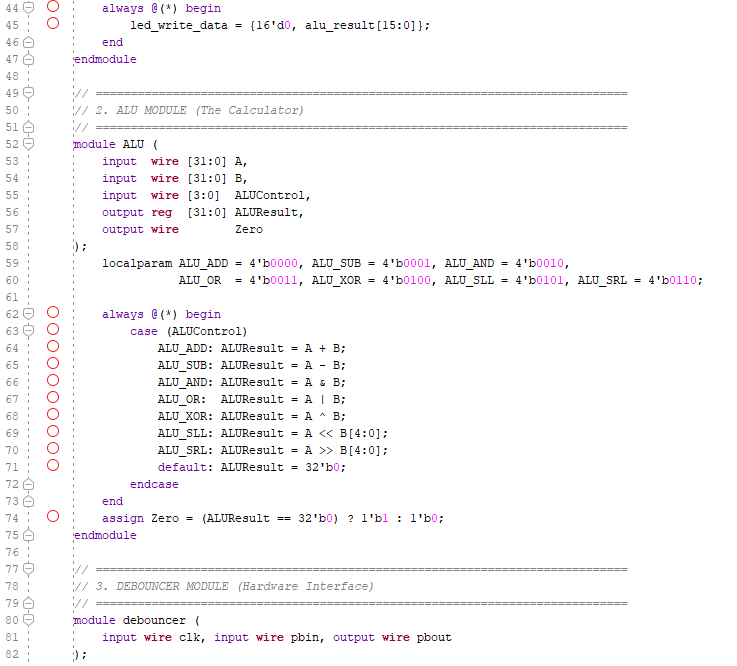 44 always @(*) begin
45 led_write_data = {16'd0, alu_result[15:0]};
46 end
47 endmodule
48
49 // ============================================================================
50 // 2. ALU MODULE (The Calculator)
51 // ============================================================================
52 module ALU (
53 input  wire [31:0] A,
54 input  wire [31:0] B,
55 input  wire [3:0]  ALUControl,
56 output reg  [31:0] ALUResult,
57 output wire        Zero
58 );
59 localparam ALU_ADD = 4'b0000, ALU_SUB = 4'b0001, ALU_AND = 4'b0010,
60 ALU_OR  = 4'b0011, ALU_XOR = 4'b0100, ALU_SLL = 4'b0101, ALU_SRL = 4'b0110;
61
62 always @(*) begin
63 case (ALUControl)
64 ALU_ADD: ALUResult = A + B;
65 ALU_SUB: ALUResult = A - B;
66 ALU_AND: ALUResult = A & B;
67 ALU_OR:  ALUResult = A | B;
68 ALU_XOR: ALUResult = A ^ B;
69 ALU_SLL: ALUResult = A << B[4:0];
70 ALU_SRL: ALUResult = A >> B[4:0];
71 default: ALUResult = 32'b0;
72 endcase
73 end
74 assign Zero = (ALUResult == 32'b0) ? 1'b1 : 1'b0;
75 endmodule
76
77 // ============================================================================
78 // 3. DEBOUNCER MODULE (Hardware Interface)
79 // ============================================================================
80 module debouncer (
81 input wire clk, input wire pbin, output wire pbout
82 );